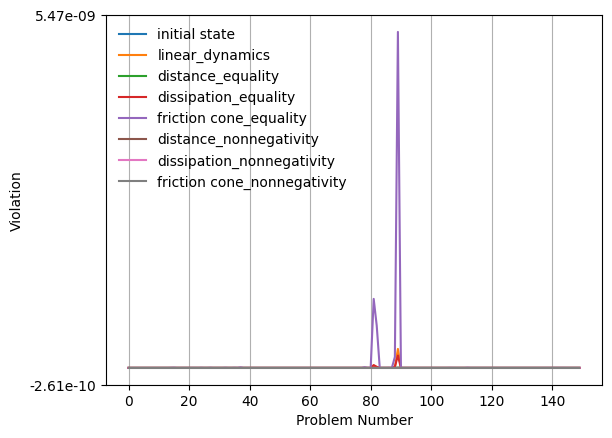 5.47e-09
initial state
linear_dynamics
distance_equality
dissipation_equality
friction cone_equality
distance_nonnegativity
dissipation_nonnegativity
friction cone_nonnegativity
Violation
-2.61e-10
0 20 40 60 80 100 120 140
Problem Number